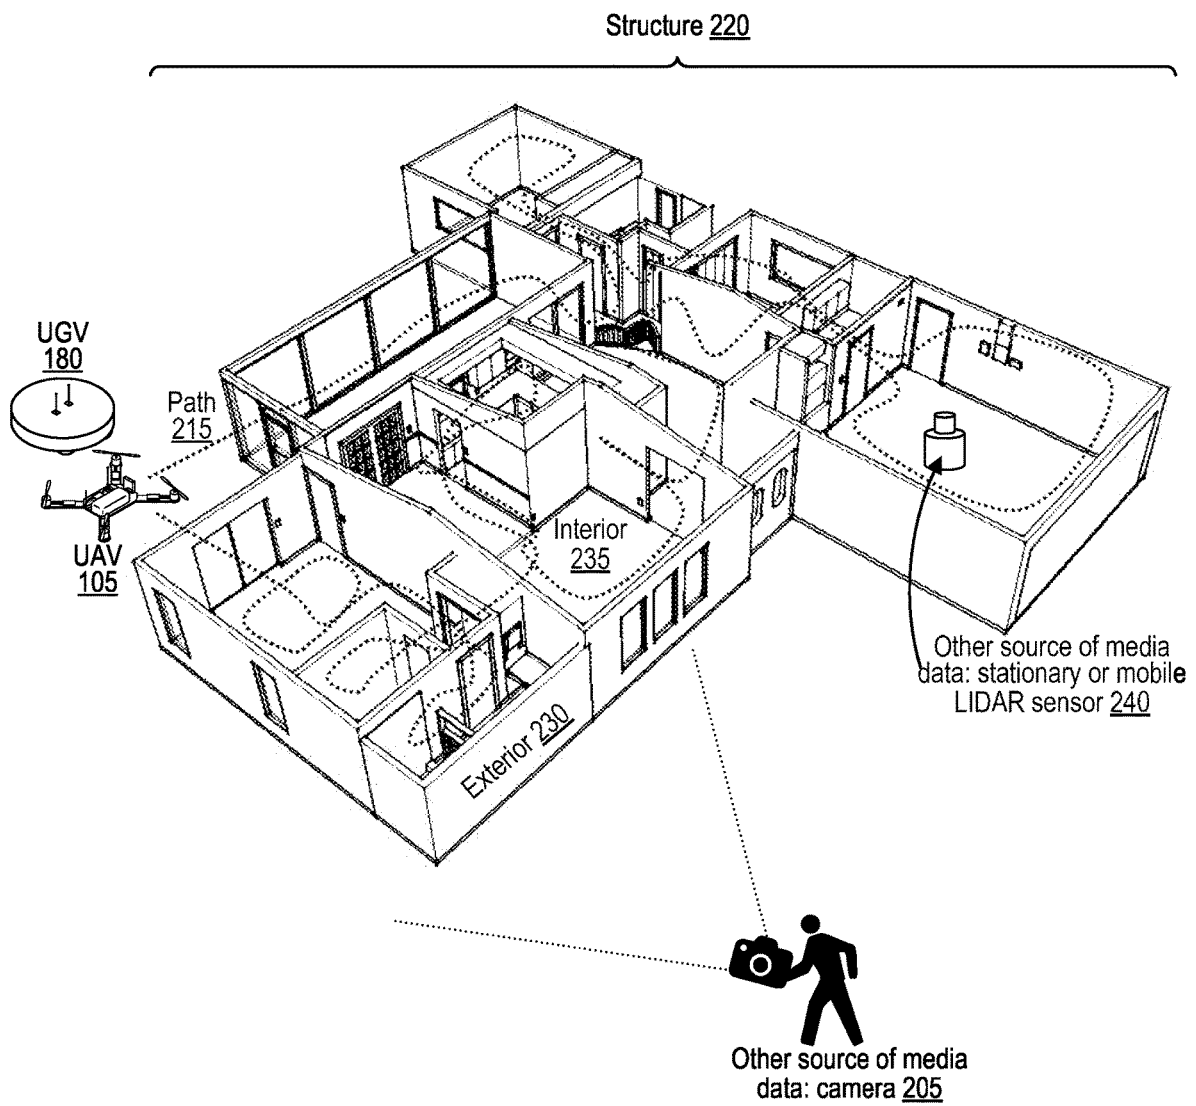 Structure 220
UGV
180
Path
215
UAV
105
Interior
235
Exterior 230
Other source of media
data: stationary or mobile
LIDAR sensor 240
Other source of media
data: camera 205